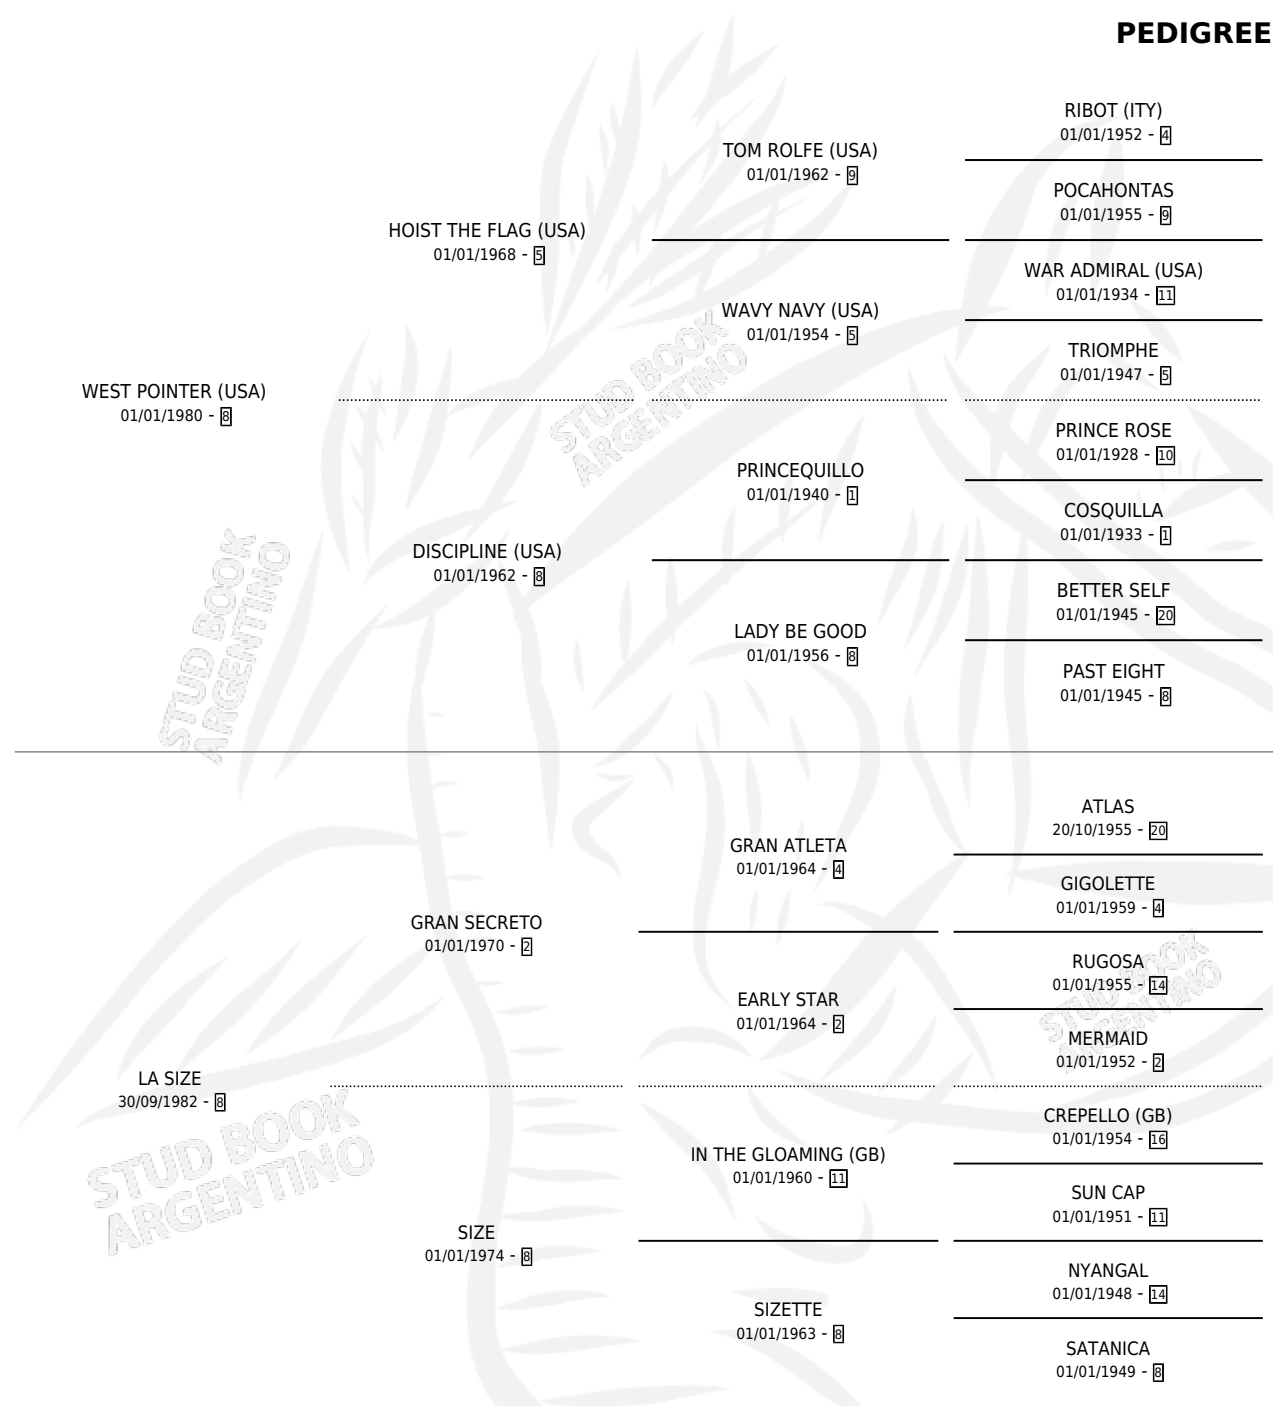 PEDIGREE
RIBOT (ITY)
01/01/1952 - 4
TOM ROLFE (USA)
01/01/1962 - 9
POCAHONTAS
01/01/1955 - 9
HOIST THE FLAG (USA)
01/01/1968 - 5
WAR ADMIRAL (USA)
01/01/1934 - 11
WAVY NAVY (USA)
01/01/1954 - 5
TRIOMPHE
01/01/1947 - 5
WEST POINTER (USA)
01/01/1980 - 8
PRINCE ROSE
01/01/1928 - 10
PRINCEQUILLO
01/01/1940 - 1
COSQUILLA
01/01/1933 - 1
DISCIPLINE (USA)
01/01/1962 - 8
BETTER SELF
01/01/1945 - 20
LADY BE GOOD
01/01/1956 - 8
PAST EIGHT
01/01/1945 - 8
ATLAS
20/10/1955 - 20
GRAN ATLETA
01/01/1964 - 4
GIGOLETTE
01/01/1959 - 4
GRAN SECRETO
01/01/1970 - 2
RUGOSA
01/01/1955 - 14
EARLY STAR
01/01/1964 - 2
MERMAID
01/01/1952 - 2
LA SIZE
30/09/1982 - 8
CREPELLO (GB)
01/01/1954 - 16
IN THE GLOAMING (GB)
01/01/1960 - 11
SUN CAP
01/01/1951 - 11
SIZE
01/01/1974 - 8
NYANGAL
01/01/1948 - 14
SIZETTE
01/01/1963 - 8
SATANICA
01/01/1949 - 8
STUD BOOK
ARGENTINO
STUD BOOK
ARGENTINO
STUD BOOK
ARGENTINO
STUD BOOK
ARGENTINO